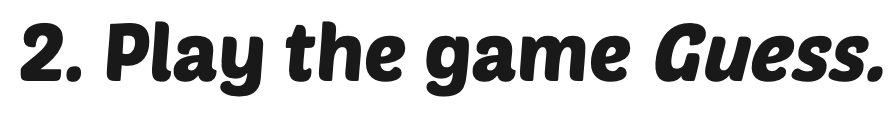 2. Play the game Guess.